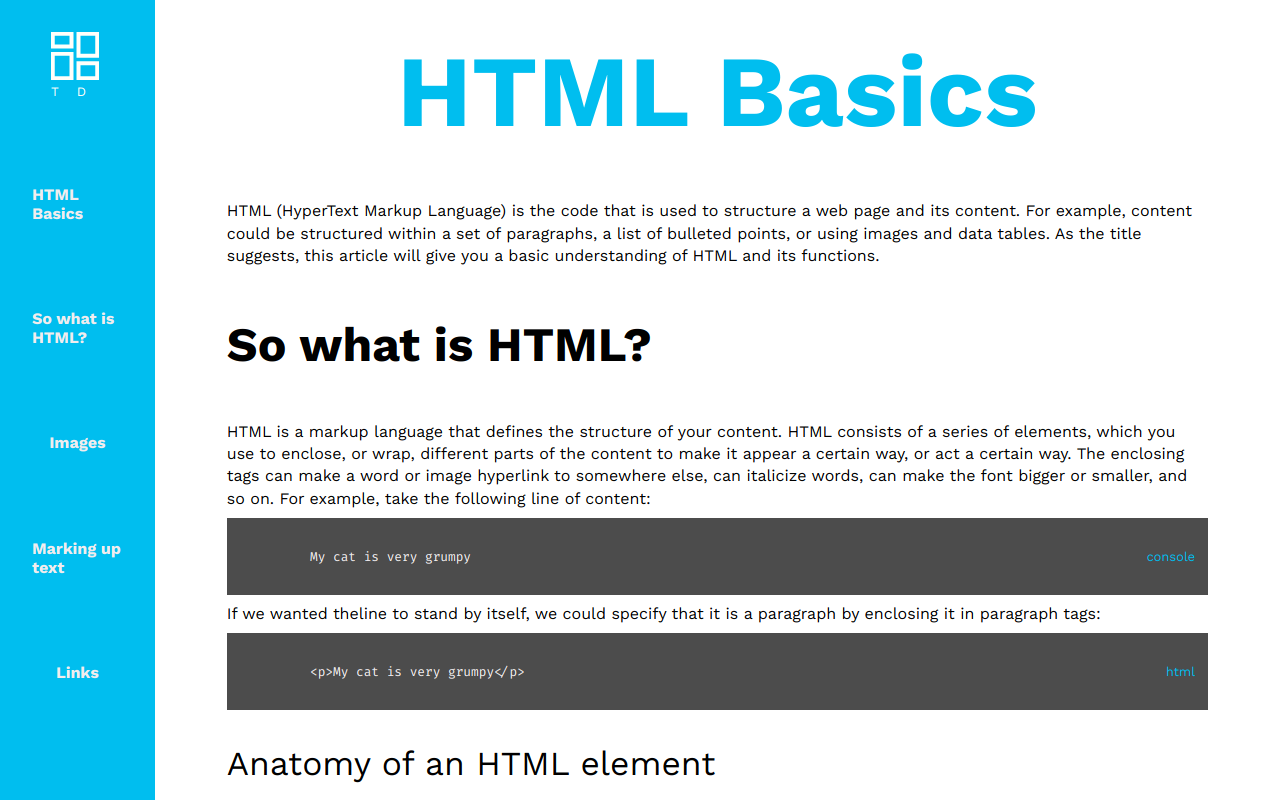 T D
HTML
Basics
So what is
HTML?
Images
Marking up
text
Links
HTML Basics
HTML (HyperText Markup Language) is the code that is used to structure a web page and its content. For example, content
could be structured within a set of paragraphs, a list of bulleted points, or using images and data tables. As the title
suggests, this article will give you a basic understanding of HTML and its functions.
So what is HTML?
HTML is a markup language that defines the structure of your content. HTML consists of a series of elements, which you
use to enclose, or wrap, different parts of the content to make it appear a certain way, or act a certain way. The enclosing
tags can make a word or image hyperlink to somewhere else, can italicize words, can make the font bigger or smaller, and
so on. For example, take the following line of content:
My cat is very grumpy console
If we wanted theline to stand by itself, we could specify that it is a paragraph by enclosing it in paragraph tags:
<p>My cat is very grumpy</p> html
Anatomy of an HTML element